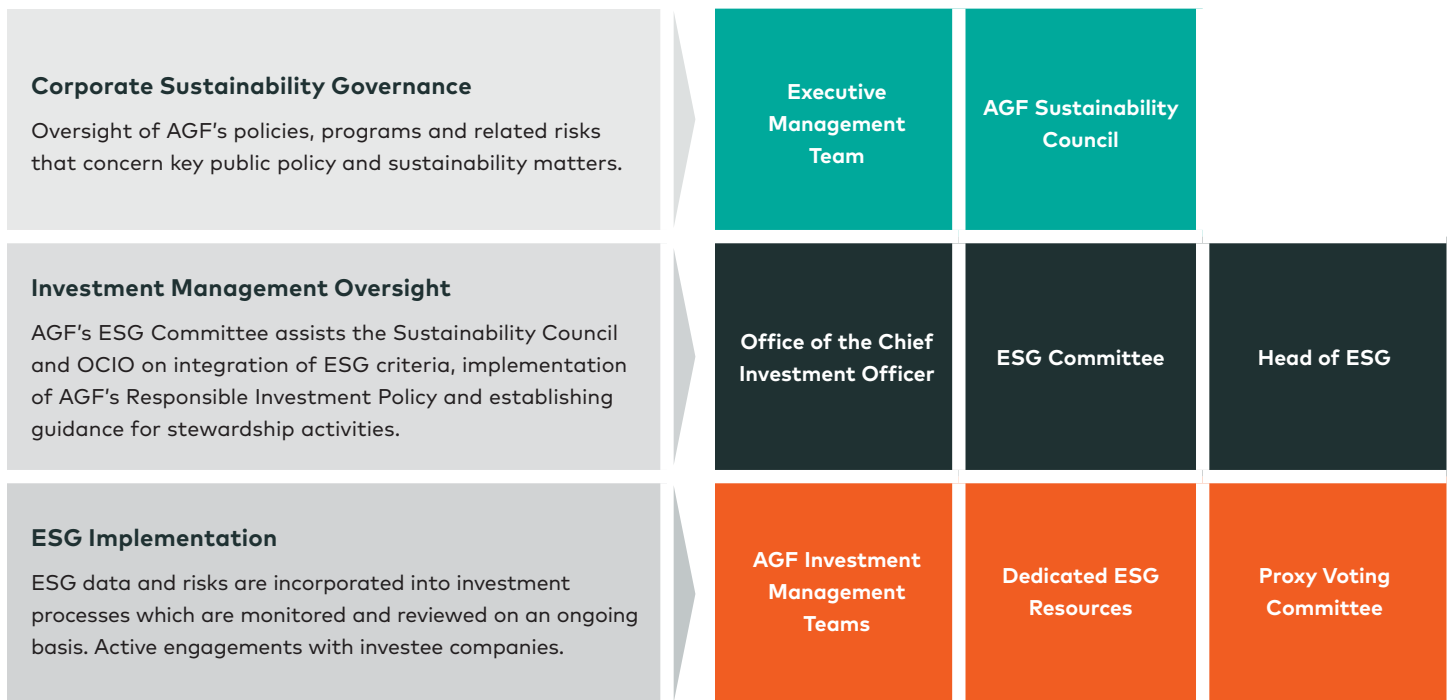 Corporate Sustainability Governance
Oversight of AGF's policies, programs and related risks
that concern key public policy and sustainability matters.
Executive
Management
Team
AGF Sustainability
Council
Investment Management Oversight
AGF's ESG Committee assists the Sustainability Council
and OCIO on integration of ESG criteria, implementation
of AGF's Responsible Investment Policy and establishing
guidance for stewardship activities.
Office of the Chief
Investment Officer
ESG Committee
Head of ESG
ESG Implementation
ESG data and risks are incorporated into investment
processes which are monitored and reviewed on an ongoing
basis. Active engagements with investee companies.
AGF Investment
Management
Teams
Dedicated ESG
Resources
Proxy Voting
Committee